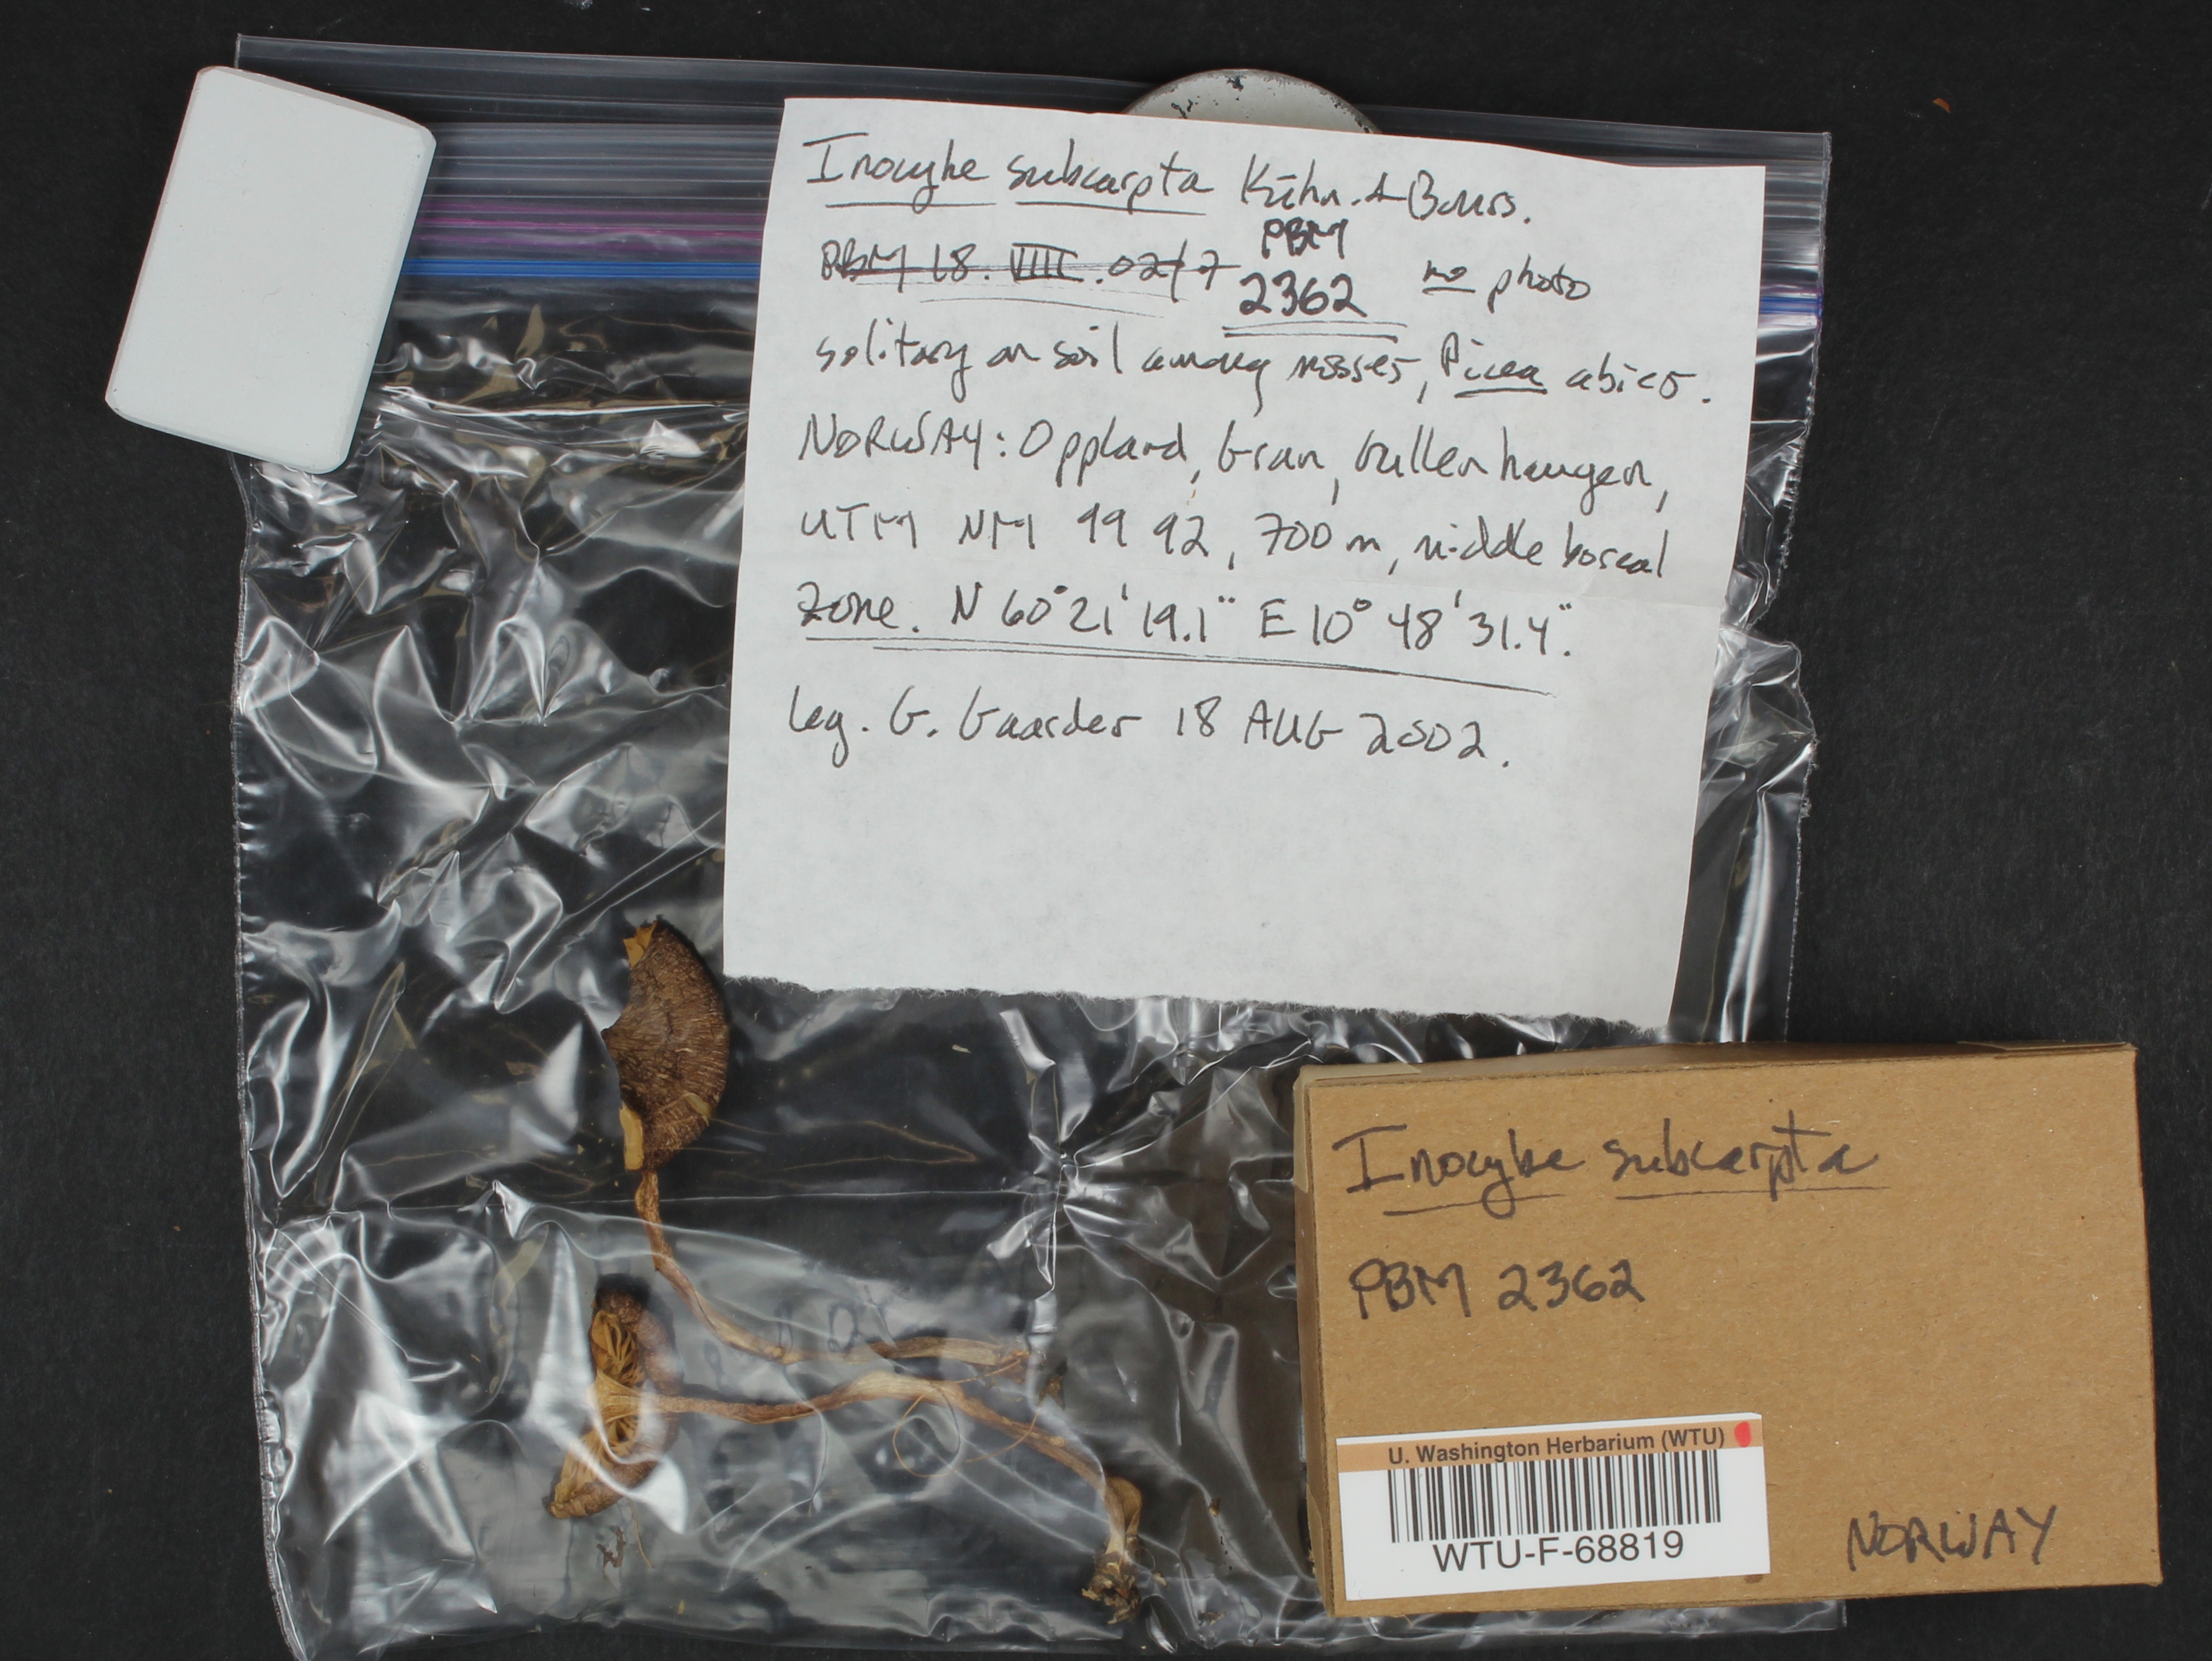 Inocybe subcarpta Kühn. & Bours.
PBM 18.VIII.02/7 PBM
2362 no photo
solitary on soil among mosses, Picea abies.
NORWAY: Oppland, Gran, Gullenhaugen,
UTM NM 99 92, 700 m, middle boreal
zone. N 60° 21' 19.1" E 10° 48' 31.4".
leg. G. Gaarder 18 AUG 2002.
Inocybe subcarpta
PBM 2362
U. Washington Herbarium (WTU)
WTU-F-68819
NORWAY